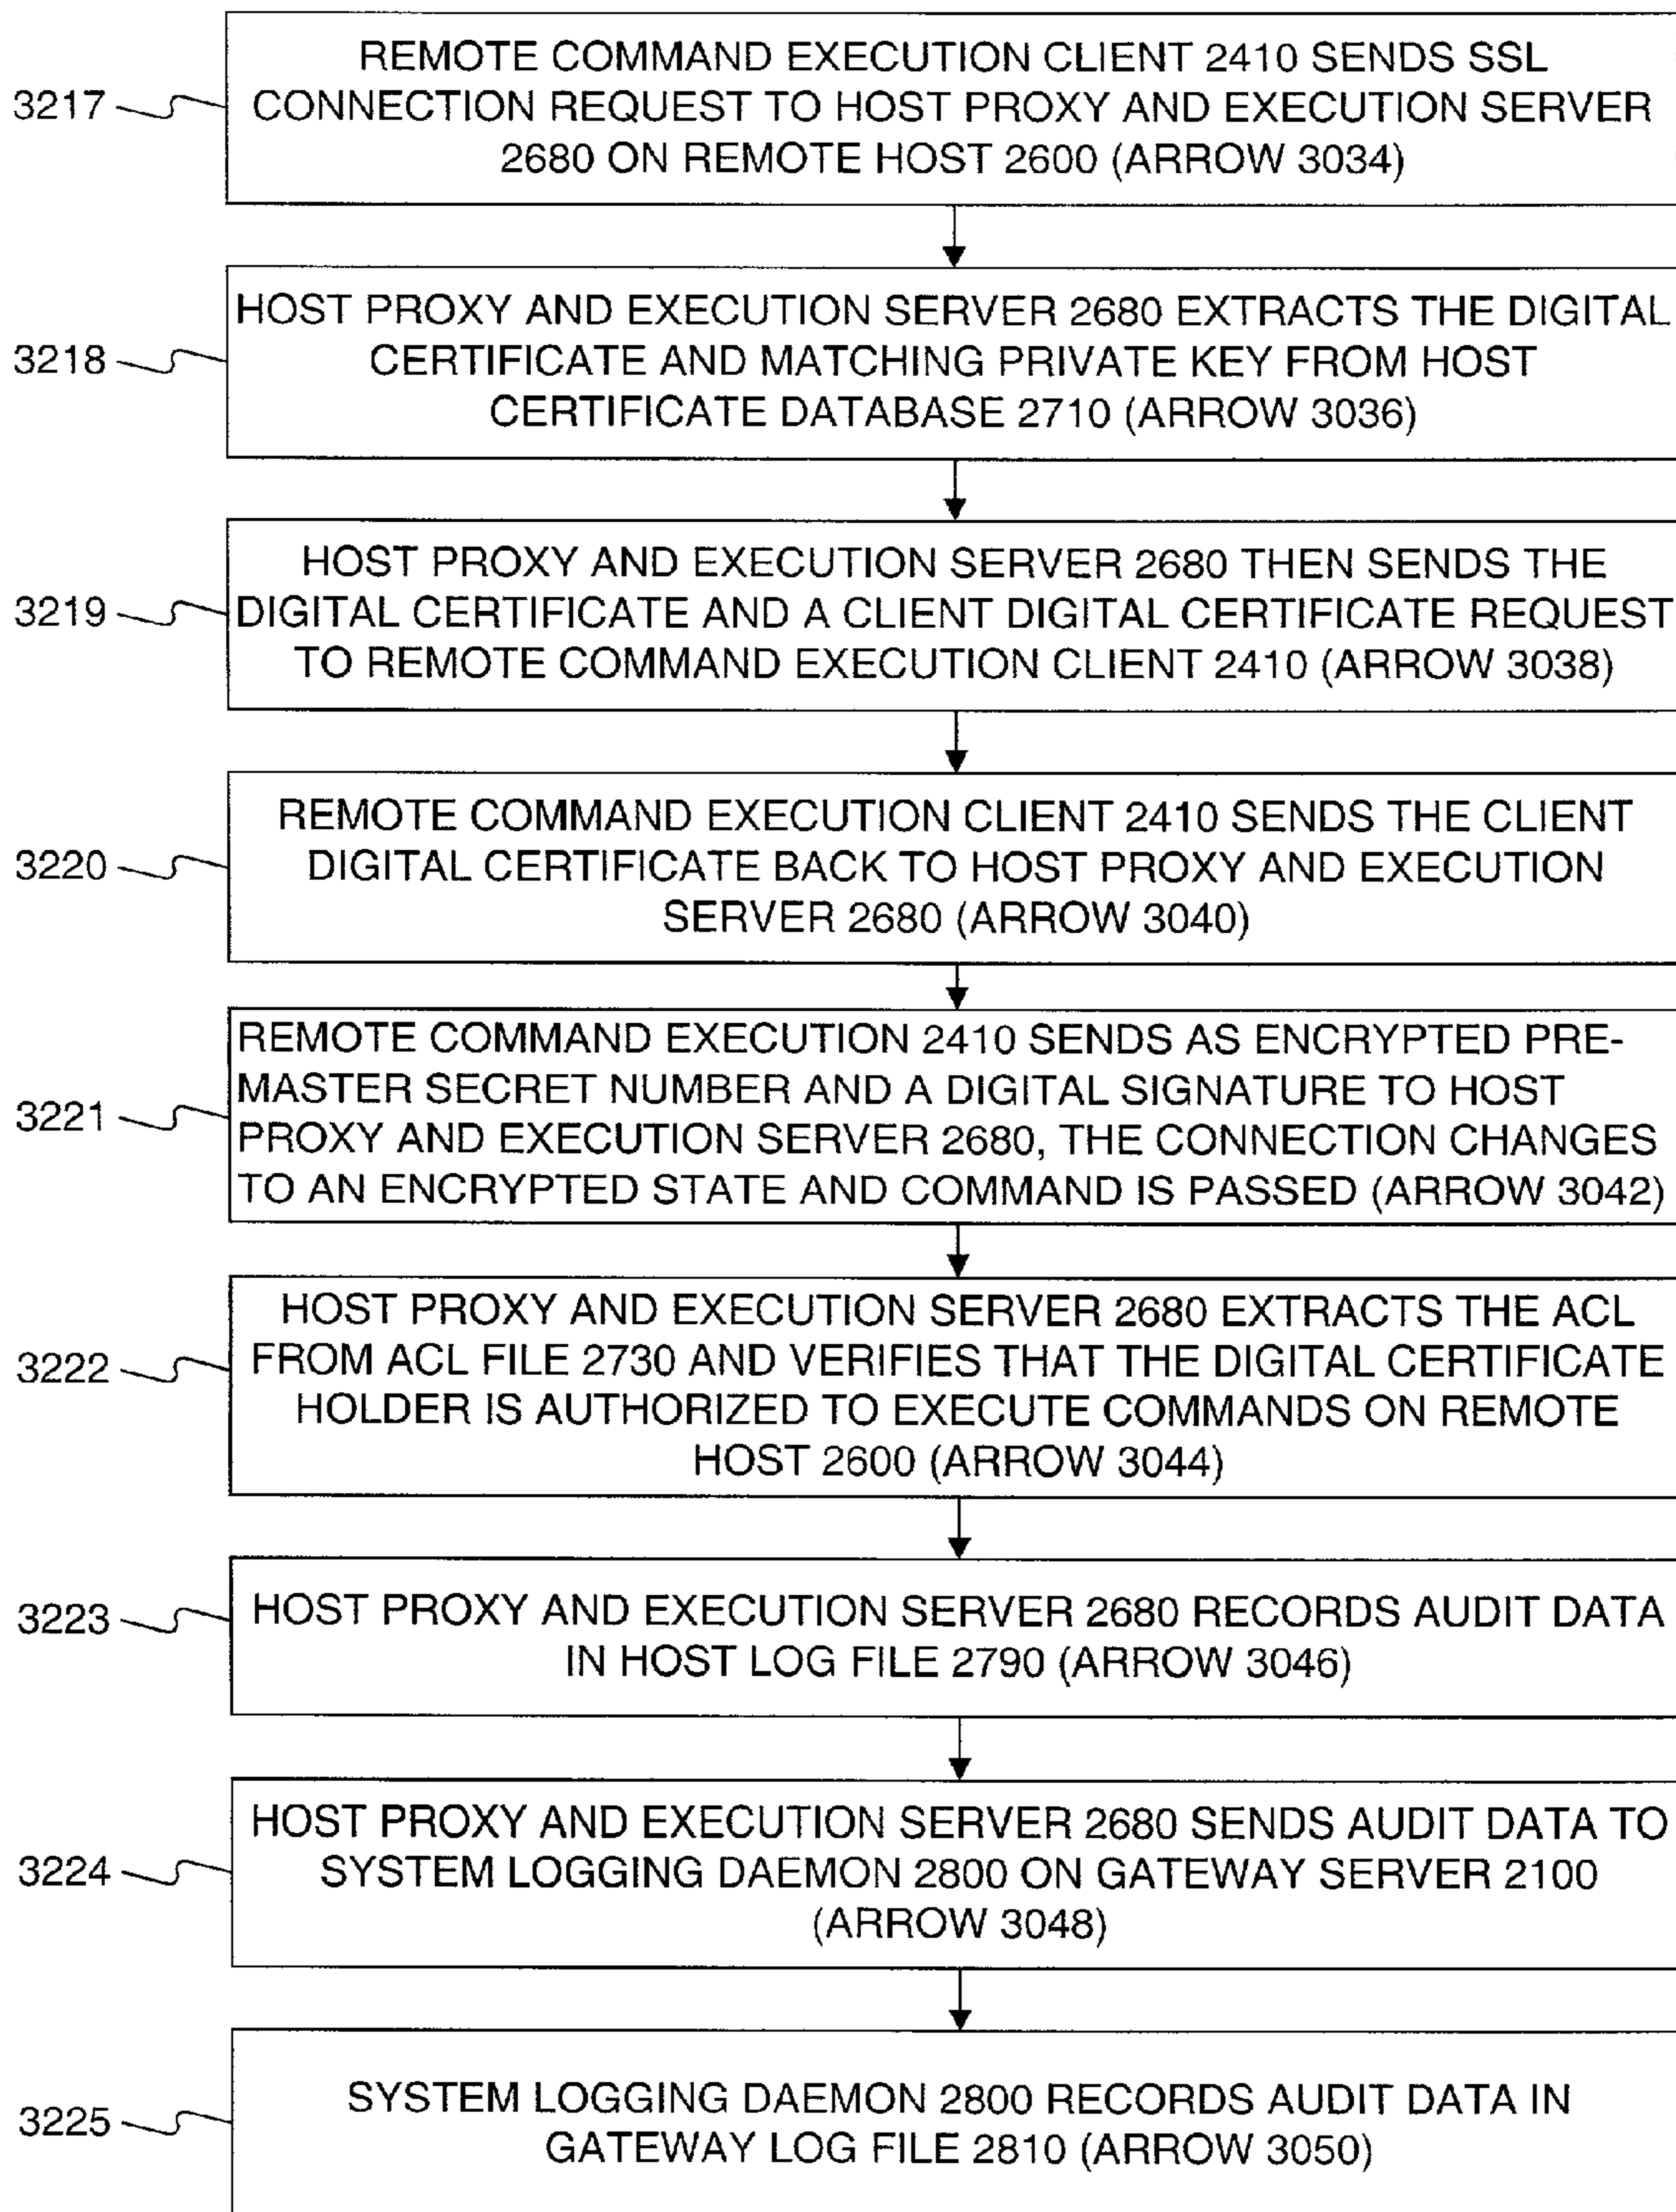 3217
REMOTE COMMAND EXECUTION CLIENT 2410 SENDS SSL
CONNECTION REQUEST TO HOST PROXY AND EXECUTION SERVER
2680 ON REMOTE HOST 2600 (ARROW 3034)
3218
HOST PROXY AND EXECUTION SERVER 2680 EXTRACTS THE DIGITAL
CERTIFICATE AND MATCHING PRIVATE KEY FROM HOST
CERTIFICATE DATABASE 2710 (ARROW 3036)
3219
HOST PROXY AND EXECUTION SERVER 2680 THEN SENDS THE
DIGITAL CERTIFICATE AND A CLIENT DIGITAL CERTIFICATE REQUEST
TO REMOTE COMMAND EXECUTION CLIENT 2410 (ARROW 3038)
3220
REMOTE COMMAND EXECUTION CLIENT 2410 SENDS THE CLIENT
DIGITAL CERTIFICATE BACK TO HOST PROXY AND EXECUTION
SERVER 2680 (ARROW 3040)
3221
REMOTE COMMAND EXECUTION 2410 SENDS AS ENCRYPTED PRE-
MASTER SECRET NUMBER AND A DIGITAL SIGNATURE TO HOST
PROXY AND EXECUTION SERVER 2680, THE CONNECTION CHANGES
TO AN ENCRYPTED STATE AND COMMAND IS PASSED (ARROW 3042)
3222
HOST PROXY AND EXECUTION SERVER 2680 EXTRACTS THE ACL
FROM ACL FILE 2730 AND VERIFIES THAT THE DIGITAL CERTIFICATE
HOLDER IS AUTHORIZED TO EXECUTE COMMANDS ON REMOTE
HOST 2600 (ARROW 3044)
3223
HOST PROXY AND EXECUTION SERVER 2680 RECORDS AUDIT DATA
IN HOST LOG FILE 2790 (ARROW 3046)
3224
HOST PROXY AND EXECUTION SERVER 2680 SENDS AUDIT DATA TO
SYSTEM LOGGING DAEMON 2800 ON GATEWAY SERVER 2100
(ARROW 3048)
3225
SYSTEM LOGGING DAEMON 2800 RECORDS AUDIT DATA IN
GATEWAY LOG FILE 2810 (ARROW 3050)